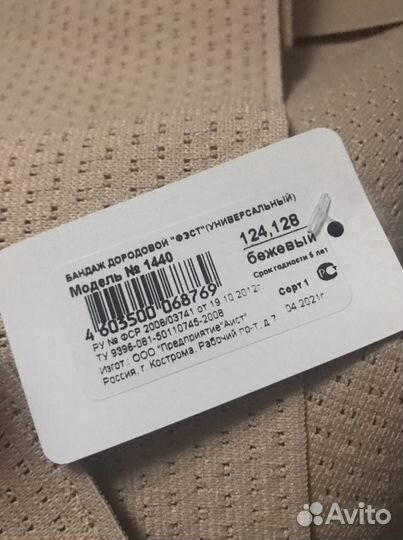 БАНДАЖ ДОРОДОВОЙ "ФЭСТ"(УНИВЕРСАЛЬНЫЙ)
Модель № 1440
124,128
бежевый
Срок годности 5 лет
4 603500 068769
Сорт 1
РУ № ФСР 2008/03741 от 19.10.2012г.
04.2021г.
ТУ 9396-081-50110745-2008
Изгот.: ООО "Предприятие"Аист"
Россия, г. Кострома, Рабочий пр-т, д.7
Avito